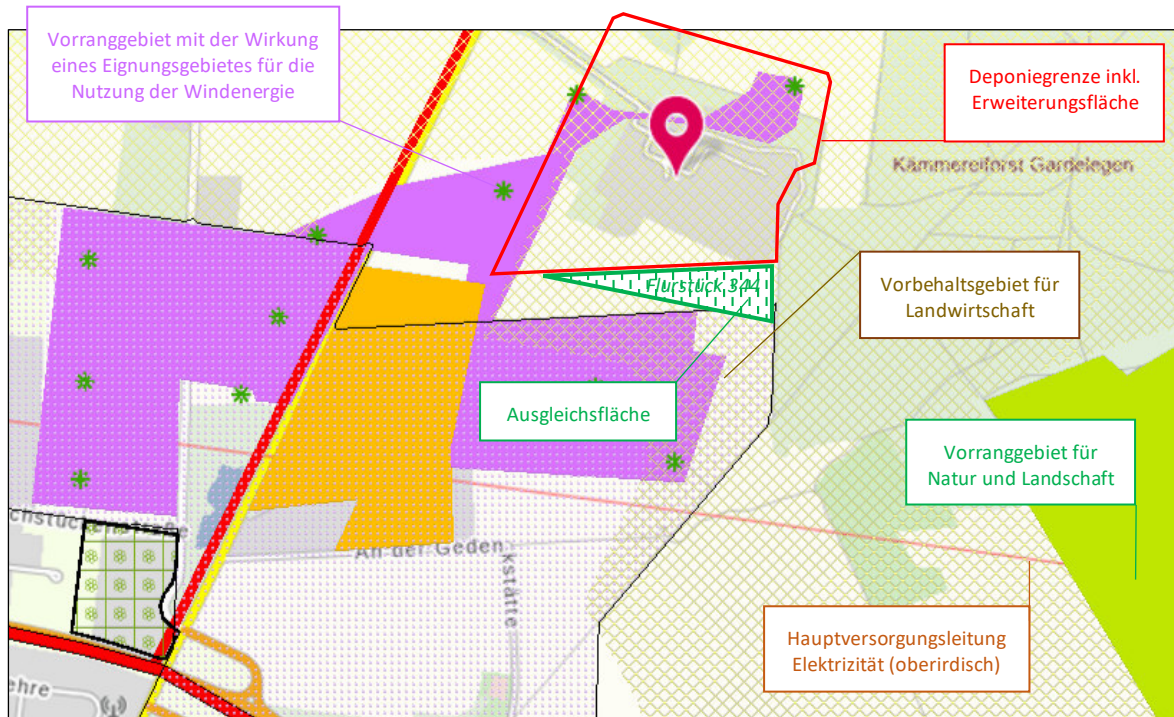 Vorranggebiet mit der Wirkung
eines Eignungsgebietes für die
Nutzung der Windenergie
Deponiegrenze inkl.
Erweiterungsfläche
Kämmereiforst Gardelegen
Vorbehaltsgebiet für
Landwirtschaft
Flurstück 344
Ausgleichsfläche
Vorranggebiet für
Natur und Landschaft
An der Geden
kstätte
Hauptversorgungsleitung
Elektrizität (oberirdisch)
ehre